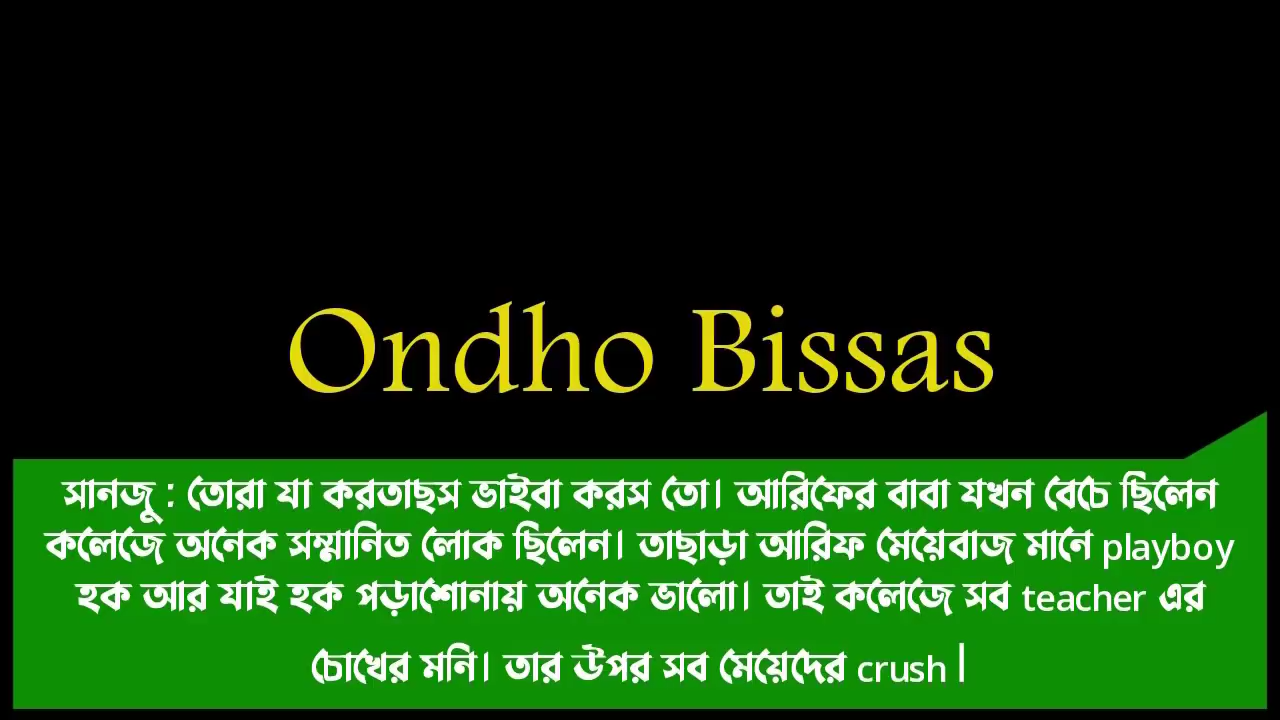 Ondho Bissas
সানজু : তোরা যা করতাছস ভাইবা করস তো। আরিফের বাবা যখন বেচে ছিলেন
কলেজে অনেক সম্মানিত লোক ছিলেন। তাছাড়া আরিফ মেয়েবাজ মানে playboy
হক আর যাই হক পড়াশোনায় অনেক ভালো। তাই কলেজে সব teacher এর
চোখের মনি। তার উপর সব মেয়েদের crush |